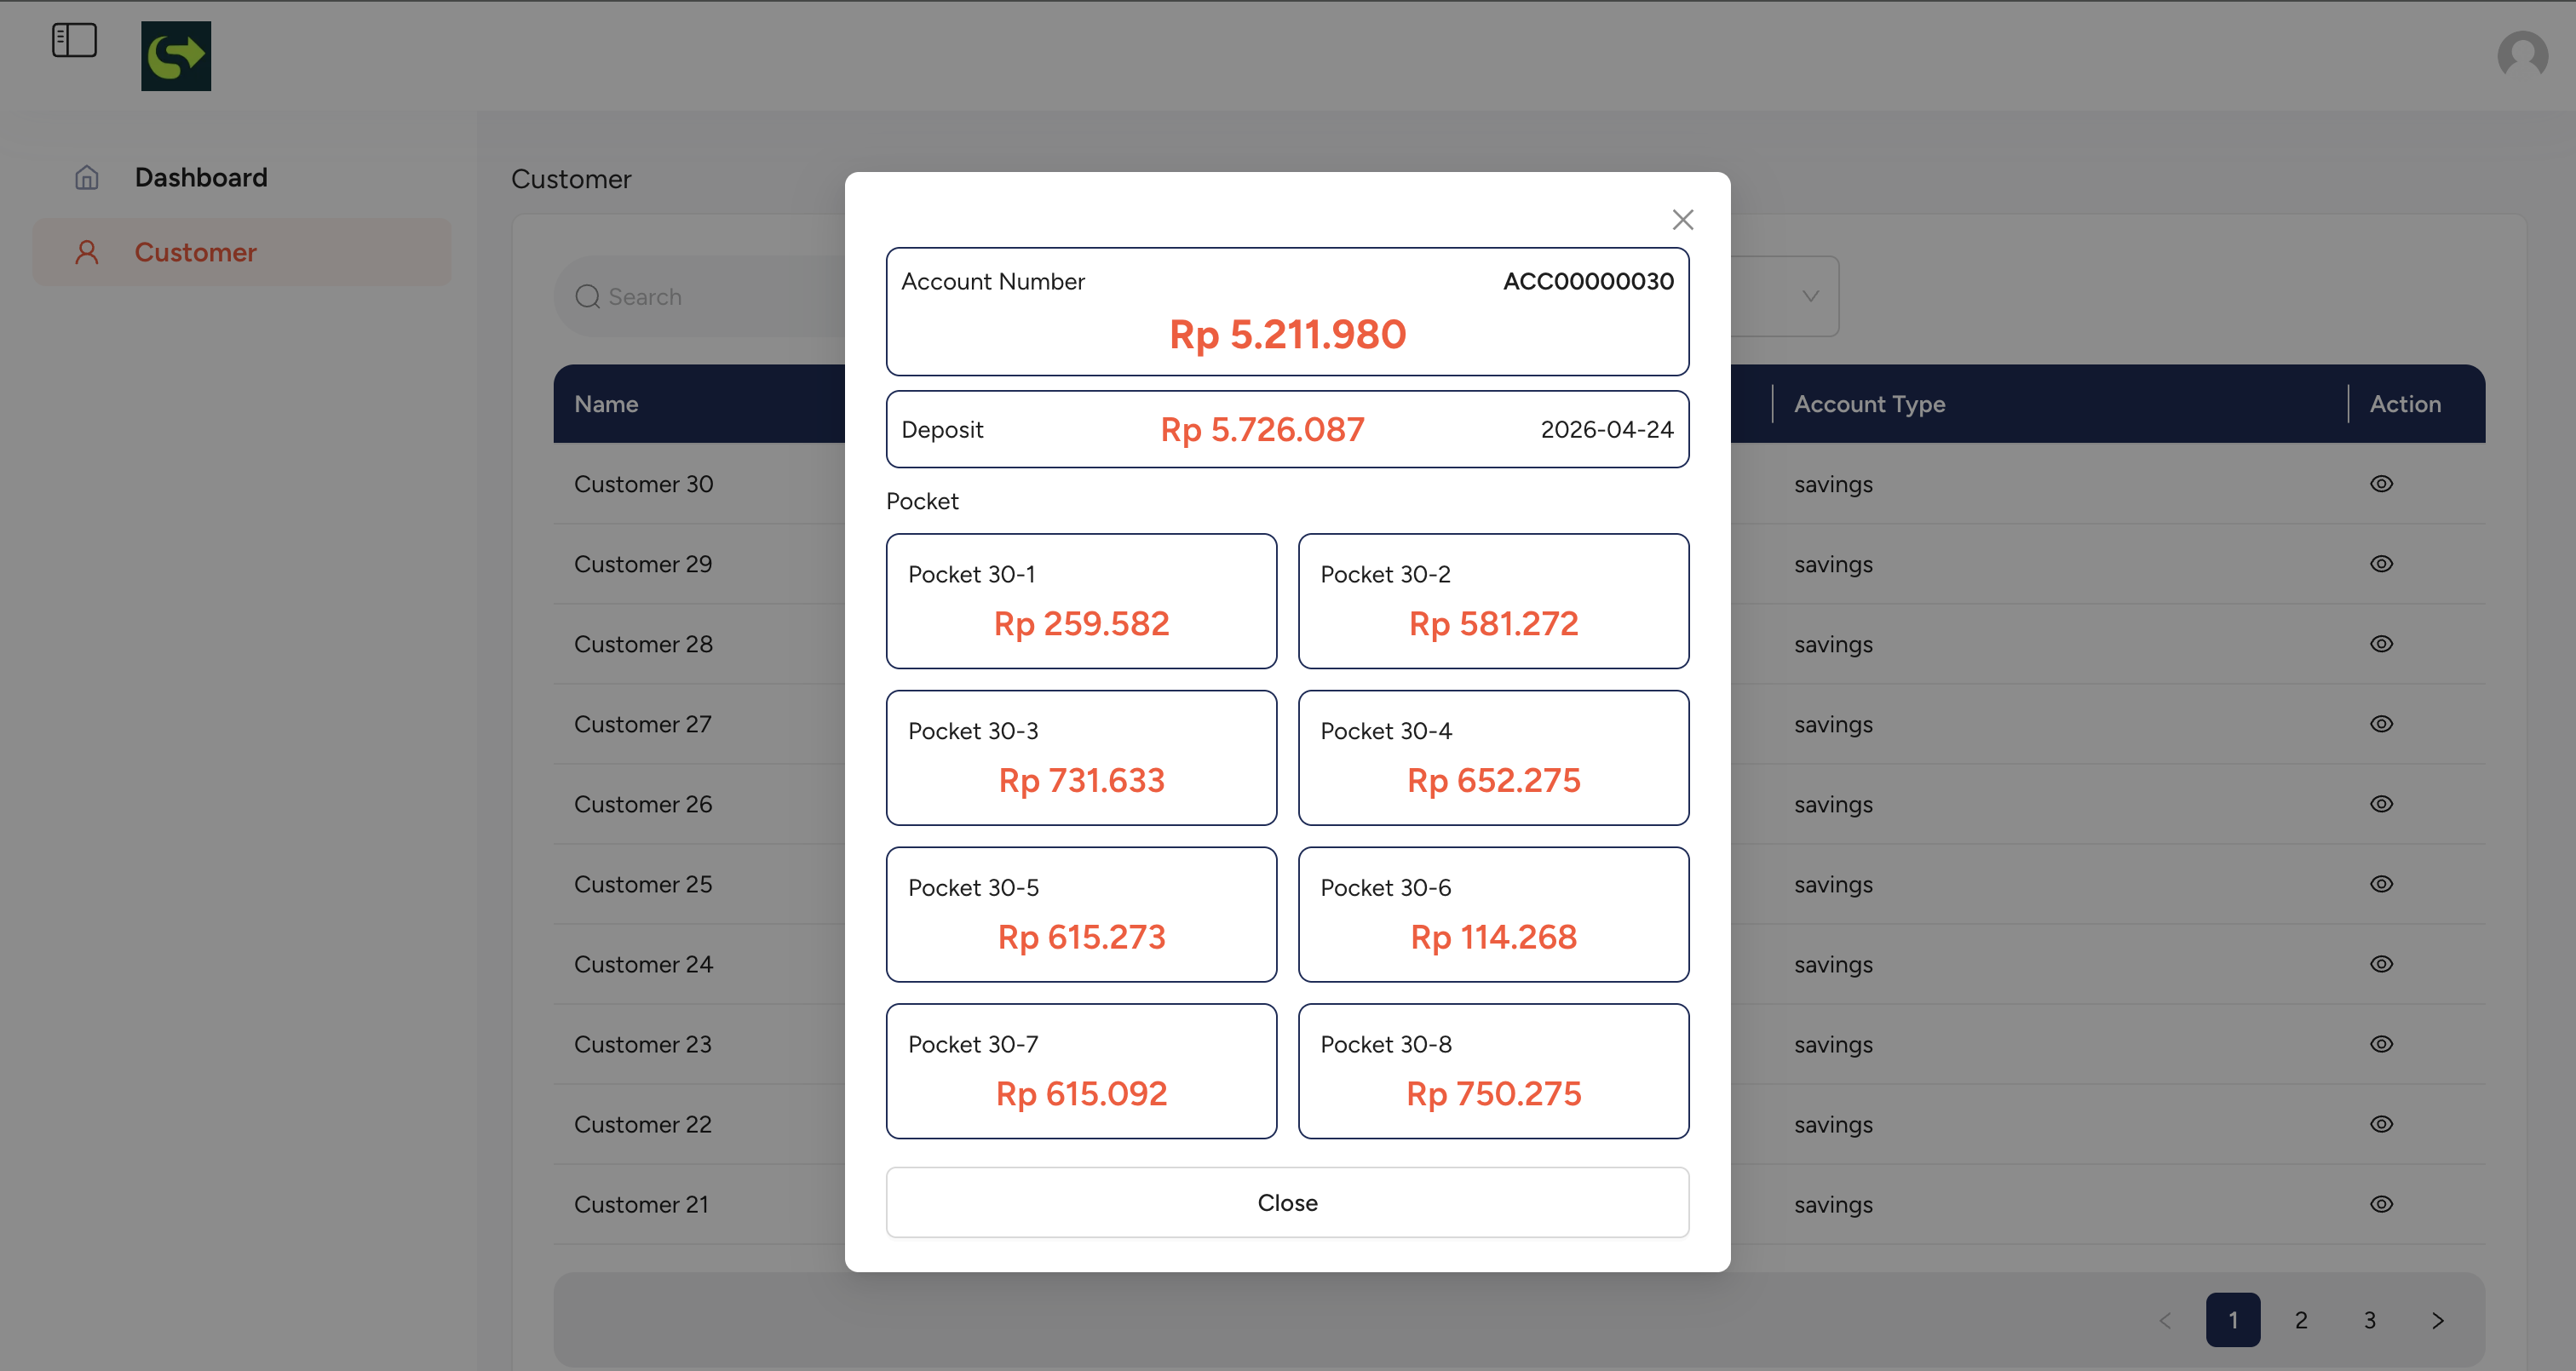 Dashboard
Customer
Customer
Search
Name
Account Type
Action
Customer 30
savings
Customer 29
savings
Customer 28
savings
Customer 27
savings
Customer 26
savings
Customer 25
savings
Customer 24
savings
Customer 23
savings
Customer 22
savings
Customer 21
savings
1
2
3
Account Number
ACC00000030
Rp 5.211.980
Deposit
Rp 5.726.087
2026-04-24
Pocket
Pocket 30-1
Rp 259.582
Pocket 30-2
Rp 581.272
Pocket 30-3
Rp 731.633
Pocket 30-4
Rp 652.275
Pocket 30-5
Rp 615.273
Pocket 30-6
Rp 114.268
Pocket 30-7
Rp 615.092
Pocket 30-8
Rp 750.275
Close